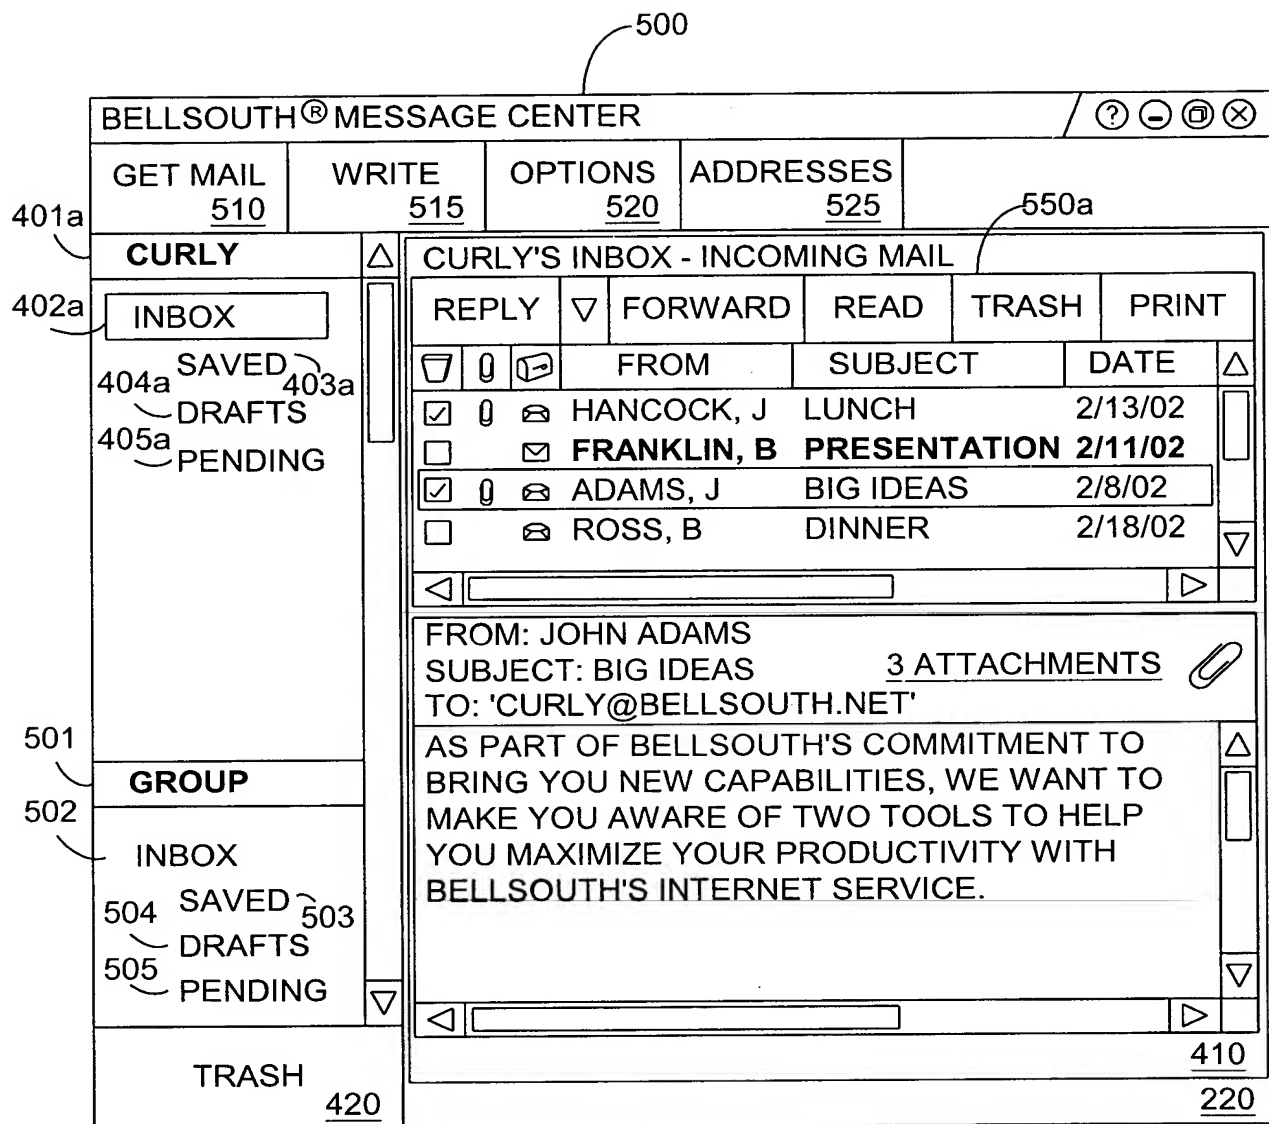 500
BELLSOUTH® MESSAGE CENTER ?
GET MAIL 510 WRITE 515 OPTIONS 520 ADDRESSES 525
401a
550a
CURLY
402a
INBOX
SAVED 403a
404a DRAFTS
405a PENDING
CURLY'S INBOX - INCOMING MAIL
REPLY FORWARD READ TRASH PRINT
FROM SUBJECT DATE
HANCOCK, J LUNCH 2/13/02
FRANKLIN, B PRESENTATION 2/11/02
ADAMS, J BIG IDEAS 2/8/02
ROSS, B DINNER 2/18/02
FROM: JOHN ADAMS
SUBJECT: BIG IDEAS 3 ATTACHMENTS
TO: 'CURLY@BELLSOUTH.NET'
AS PART OF BELLSOUTH'S COMMITMENT TO
BRING YOU NEW CAPABILITIES, WE WANT TO
MAKE YOU AWARE OF TWO TOOLS TO HELP
YOU MAXIMIZE YOUR PRODUCTIVITY WITH
BELLSOUTH'S INTERNET SERVICE.
501
GROUP
502
INBOX
SAVED 503
504 DRAFTS
505 PENDING
TRASH
420
410
220